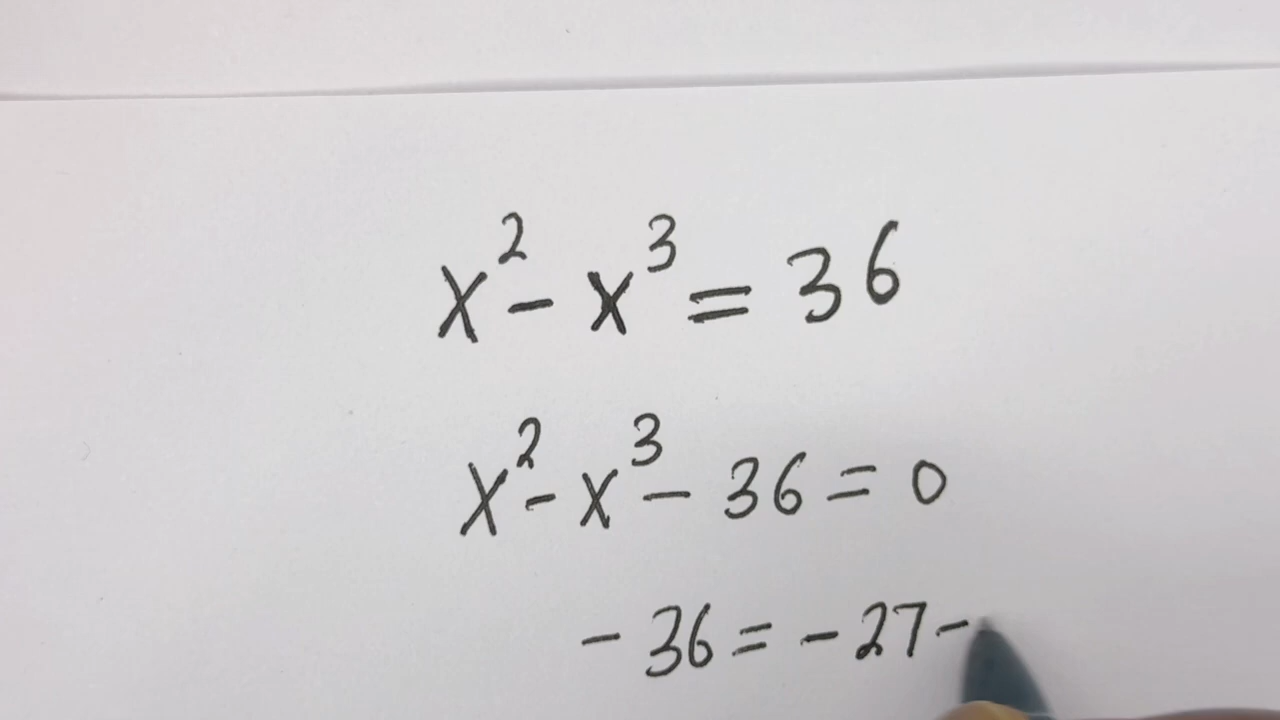 x² - x³ = 36
x² - x³ - 36 = 0
- 36 = - 27 -